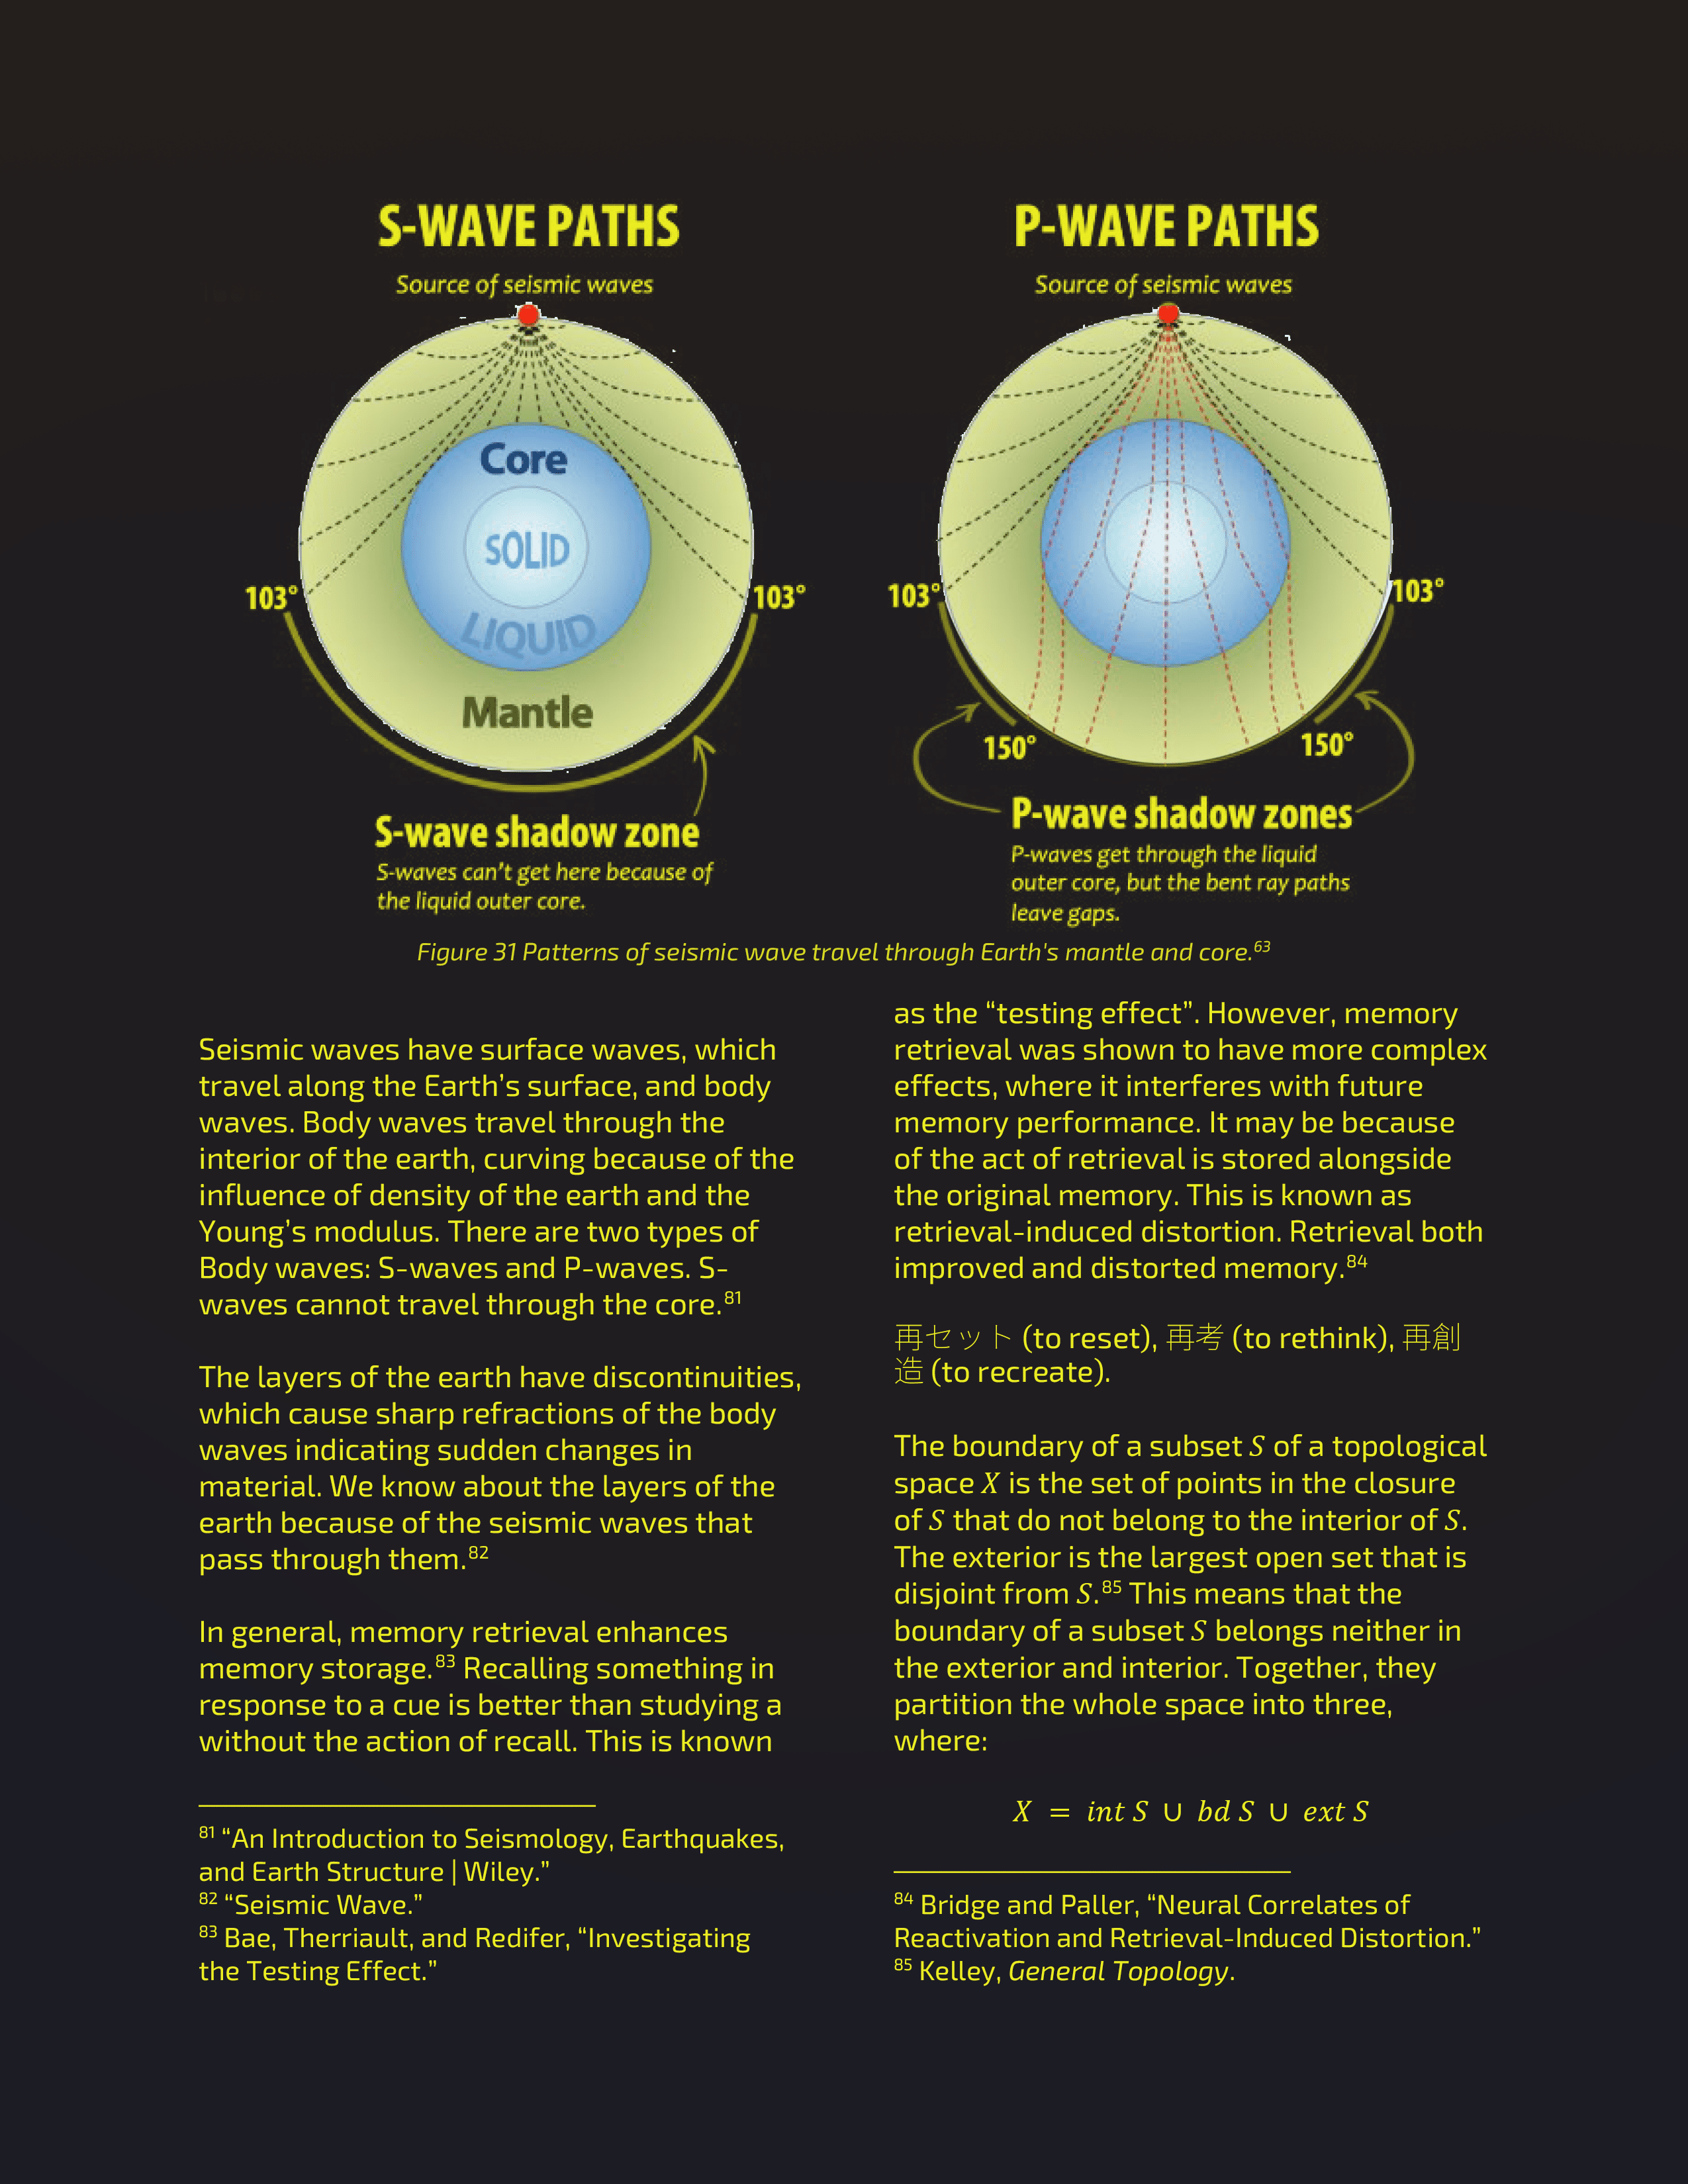 S-WAVE PATHS
Source of seismic waves
Core
SOLID
LIQUID
Mantle
103°
103°
S-wave shadow zone
S-waves can't get here because of
the liquid outer core.
P-WAVE PATHS
Source of seismic waves
103°
103°
150°
150°
P-wave shadow zones
P-waves get through the liquid
outer core, but the bent ray paths
leave gaps.
Figure 31 Patterns of seismic wave travel through Earth's mantle and core.63
Seismic waves have surface waves, which
travel along the Earth’s surface, and body
waves. Body waves travel through the
interior of the earth, curving because of the
influence of density of the earth and the
Young’s modulus. There are two types of
Body waves: S-waves and P-waves. S-
waves cannot travel through the core.81
The layers of the earth have discontinuities,
which cause sharp refractions of the body
waves indicating sudden changes in
material. We know about the layers of the
earth because of the seismic waves that
pass through them.82
In general, memory retrieval enhances
memory storage.83 Recalling something in
response to a cue is better than studying a
without the action of recall. This is known
81 “An Introduction to Seismology, Earthquakes,
and Earth Structure | Wiley.”
82 “Seismic Wave.”
83 Bae, Therriault, and Redifer, “Investigating
the Testing Effect.”
as the “testing effect”. However, memory
retrieval was shown to have more complex
effects, where it interferes with future
memory performance. It may be because
of the act of retrieval is stored alongside
the original memory. This is known as
retrieval-induced distortion. Retrieval both
improved and distorted memory.84
再セット (to reset), 再考 (to rethink), 再創
造 (to recreate).
The boundary of a subset S of a topological
space X is the set of points in the closure
of S that do not belong to the interior of S.
The exterior is the largest open set that is
disjoint from S.85 This means that the
boundary of a subset S belongs neither in
the exterior and interior. Together, they
partition the whole space into three,
where:
X = int S ∪ bd S ∪ ext S
84 Bridge and Paller, “Neural Correlates of
Reactivation and Retrieval-Induced Distortion.”
85 Kelley, General Topology.